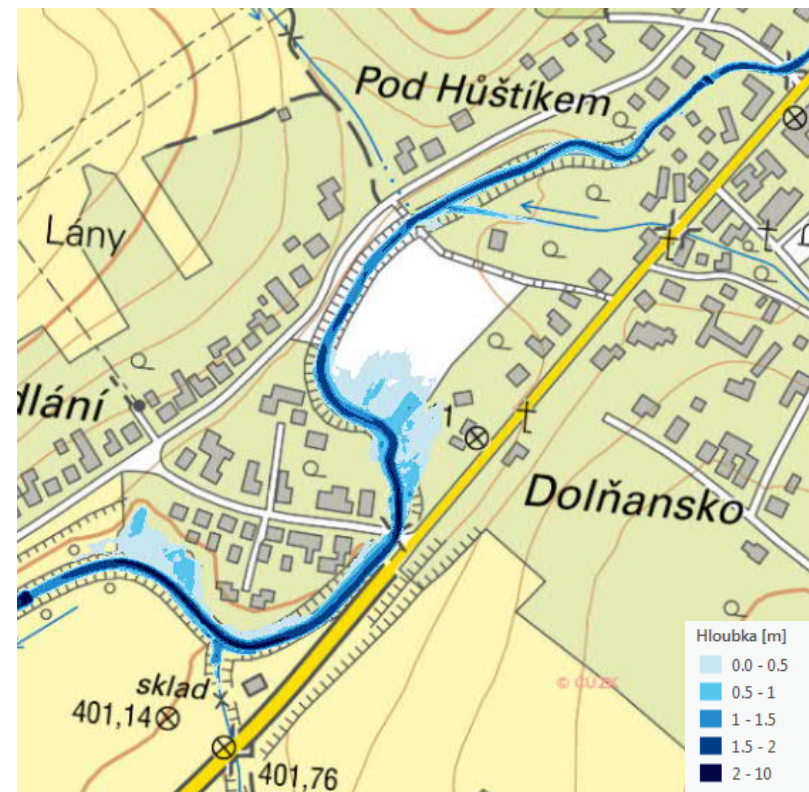 Pod Hůštíkem
Lány
dlání
1
Dolňansko
sklad
401,14
401,76
© ČÚZK
Hloubka [m]
0.0 - 0.5
0.5 - 1
1 - 1.5
1.5 - 2
2 - 10